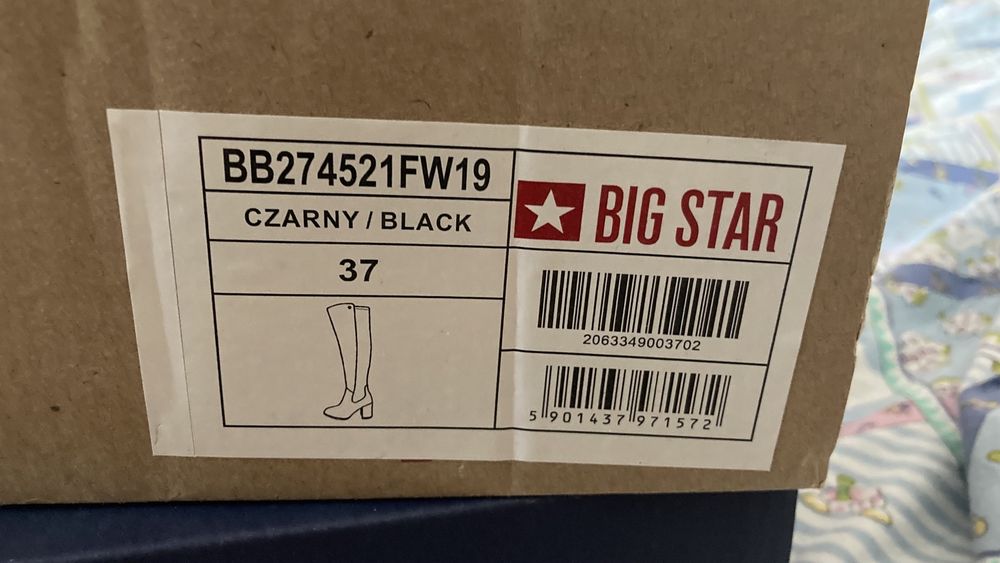 BB274521FW19
CZARNY / BLACK
37
BIG STAR
2063349003702
5 901437 971572